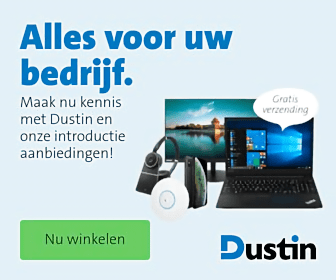 Alles voor uw
bedrijf.
Maak nu kennis
met Dustin en
onze introductie
aanbiedingen!
Gratis
verzending
Nu winkelen
Dustin